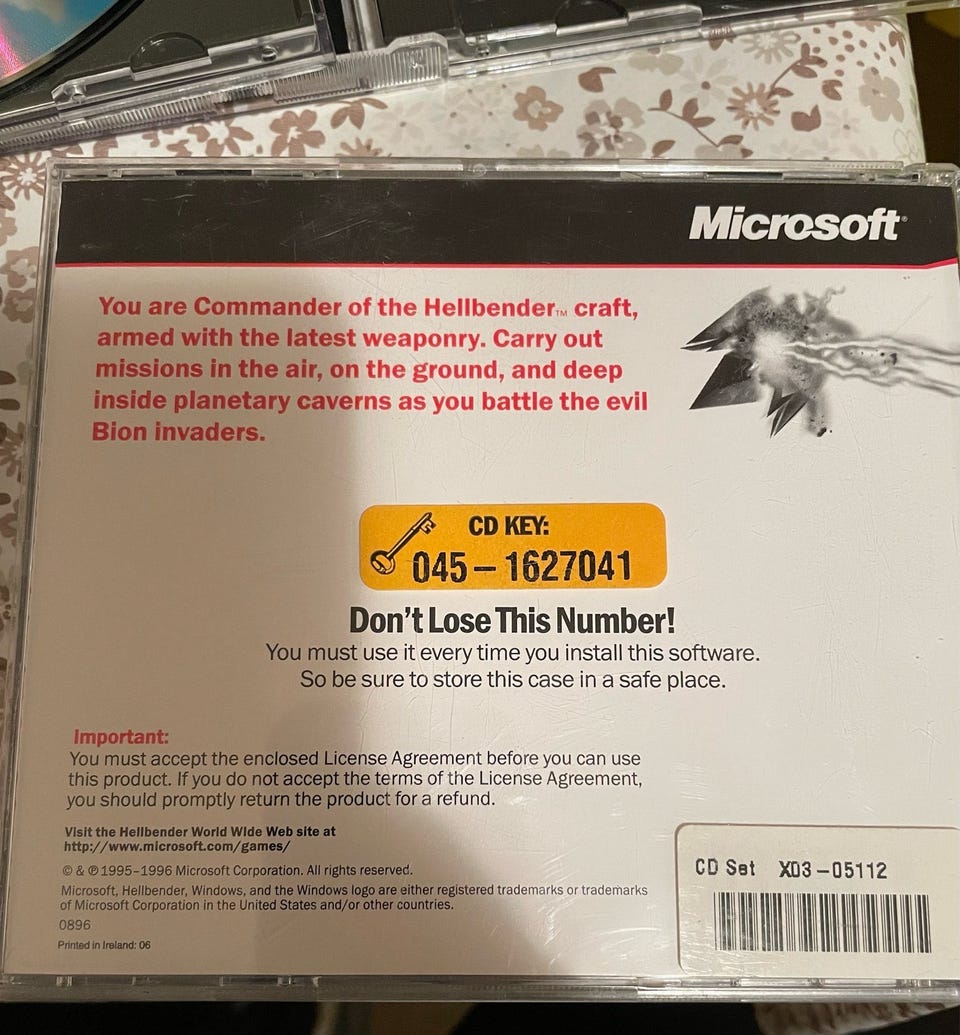 Microsoft®
You are Commander of the Hellbender™ craft,
armed with the latest weaponry. Carry out
missions in the air, on the ground, and deep
inside planetary caverns as you battle the evil
Bion invaders.
CD KEY:
045-1627041
Don't Lose This Number!
You must use it every time you install this software.
So be sure to store this case in a safe place.
Important:
You must accept the enclosed License Agreement before you can use
this product. If you do not accept the terms of the License Agreement,
you should promptly return the product for a refund.
Visit the Hellbender World Wide Web site at
http://www.microsoft.com/games/
© & ℗ 1995-1996 Microsoft Corporation. All rights reserved.
Microsoft, Hellbender, Windows, and the Windows logo are either registered trademarks or trademarks
of Microsoft Corporation in the United States and/or other countries.
0896
Printed in Ireland: 06
CD Set X03-05112